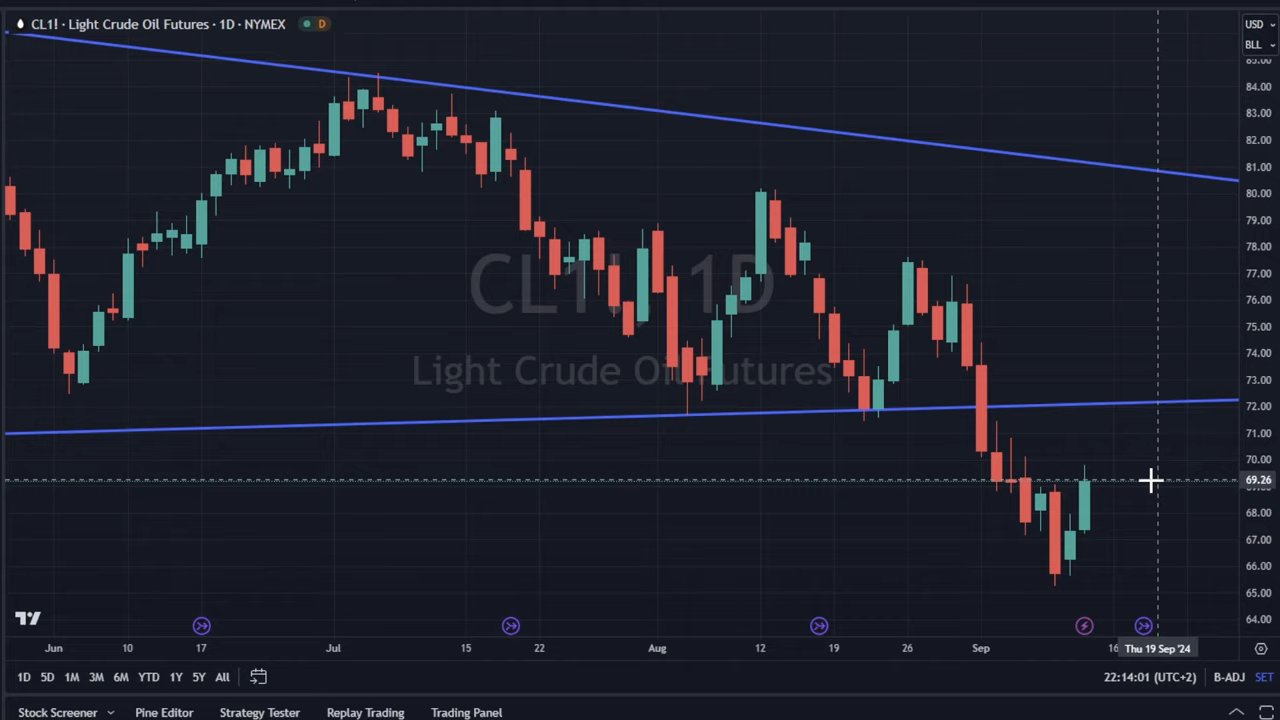 CL1! · Light Crude Oil Futures · 1D · NYMEX D
USD
BLL
85.00
84.00
83.00
82.00
81.00
80.00
79.00
78.00
77.00
76.00
75.00
74.00
73.00
72.00
71.00
70.00
69.26
68.00
67.00
66.00
65.00
64.00
CL1!, 1D
Light Crude Oil Futures
Jun 10 17 Jul 15 22 Aug 12 19 26 Sep 16 Thu 19 Sep '24
1D 5D 1M 3M 6M YTD 1Y 5Y All 22:14:01 (UTC+2) B-ADJ SET
Stock Screener Pine Editor Strategy Tester Replay Trading Trading Panel